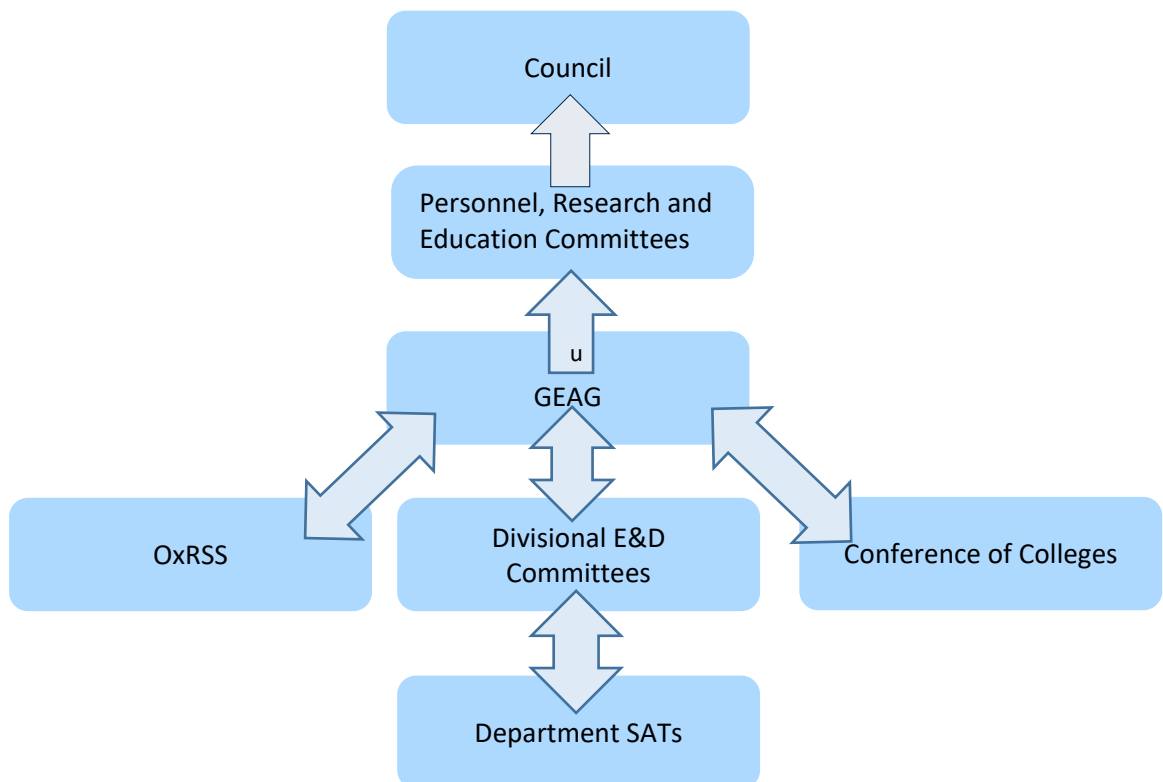 Council
Personnel, Research and
Education Committees
u
GEAG
OxRSS
Divisional E&D
Committees
Conference of Colleges
Department SATs